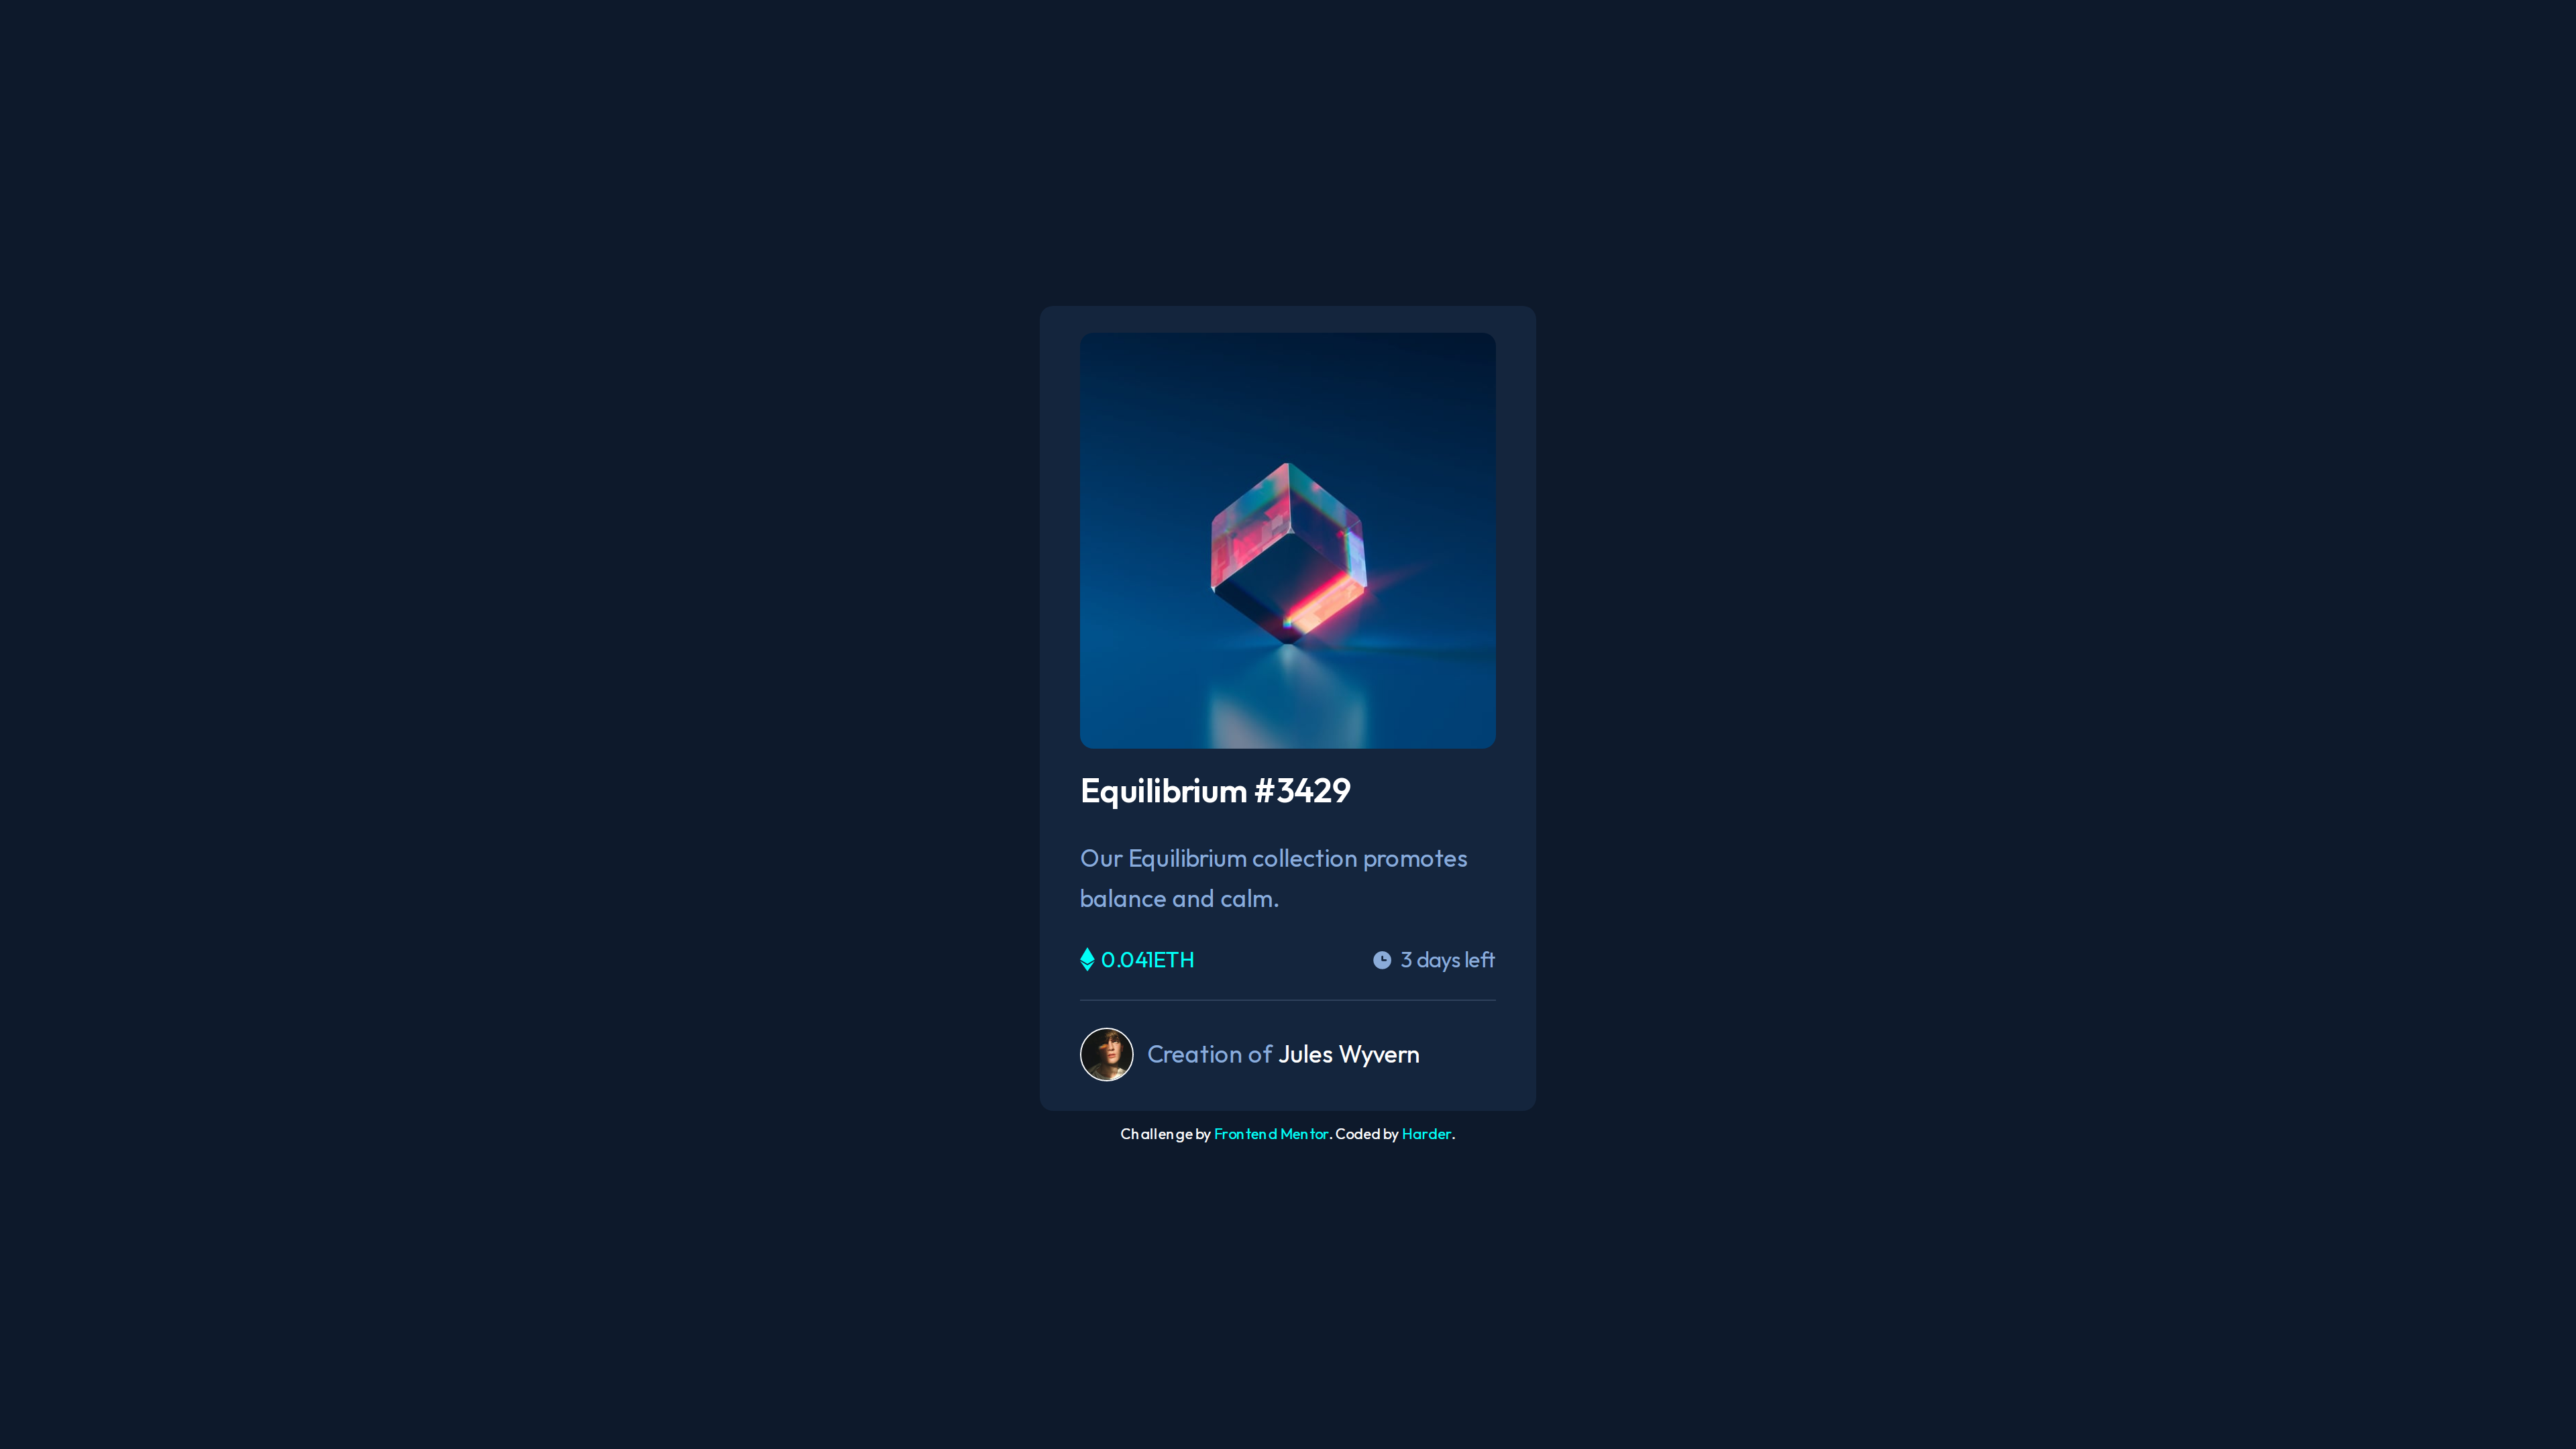 Equilibrium #3429
Our Equilibrium collection promotes
balance and calm.
0.041ETH
3 days left
Creation of Jules Wyvern
Challenge by Frontend Mentor. Coded by Harder.